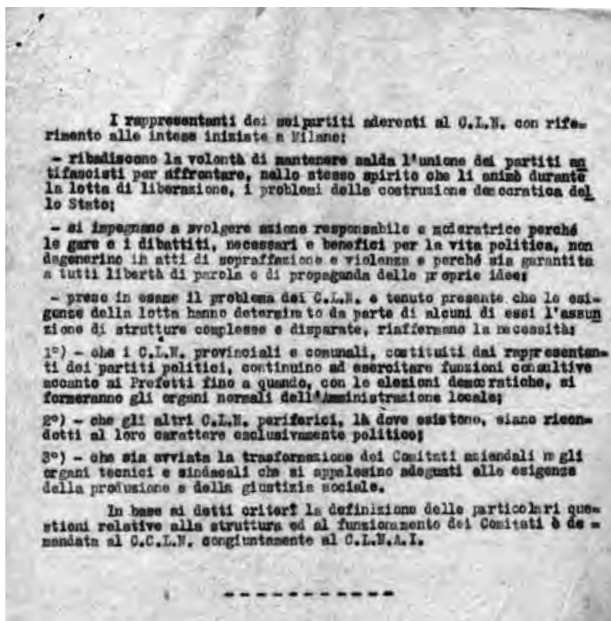 I rappresentanti dei seipartiti aderenti al C.L.N. con rife-
rimento alle intese iniziate a Milano:
- ribadiscono la volontà di mantenere salda l'unione dei partiti an
tifascisti per affrontare, nello stesso spirito che li animò durante
la lotta di liberazione, i problemi della costruzione democratica del
lo Stato;
- si impegnano a svolgere azione responsabile e moderatrice perché
le gare e i dibattiti, necessari e benefici per la vita politica, non
degenerino in atti di sopraffazione e violenza e perché sia garantita
a tutti libertà di parola e di propaganda delle proprie idee;
- preso in esame il problema dei C.L.N. e tenuto presente che le esi-
genze della lotta hanno determinato da parte di alcuni di essi l'assun
zione di strutture complesse e disparate, riaffermano la necessità:
1°) - che i C.L.N. provinciali e comunali, costituiti dai rappresentan-
ti dei partiti politici, continuino ad esercitare funzioni consultive
accanto ai Prefetti fino a quando, con le elezioni democratiche, si
formeranno gli organi normali dell'Amministrazione locale;
2°) - che gli altri C.L.N. periferici, là dove esistono, siano ricon-
dotti al loro carattere esclusivamente politico;
3°) - che sia avviata la trasformazione dei Comitati aziendali negli
organi tecnici e sindacali che si appalesino adeguati alle esigenze
della produzione e della giustizia sociale.
In base ai detti criteri la definizione delle particolari que-
stioni relative alla struttura ed al funzionamento dei Comitati è de-
mandata al C.C.L.N. congiuntamente al C.L.N.A.I.